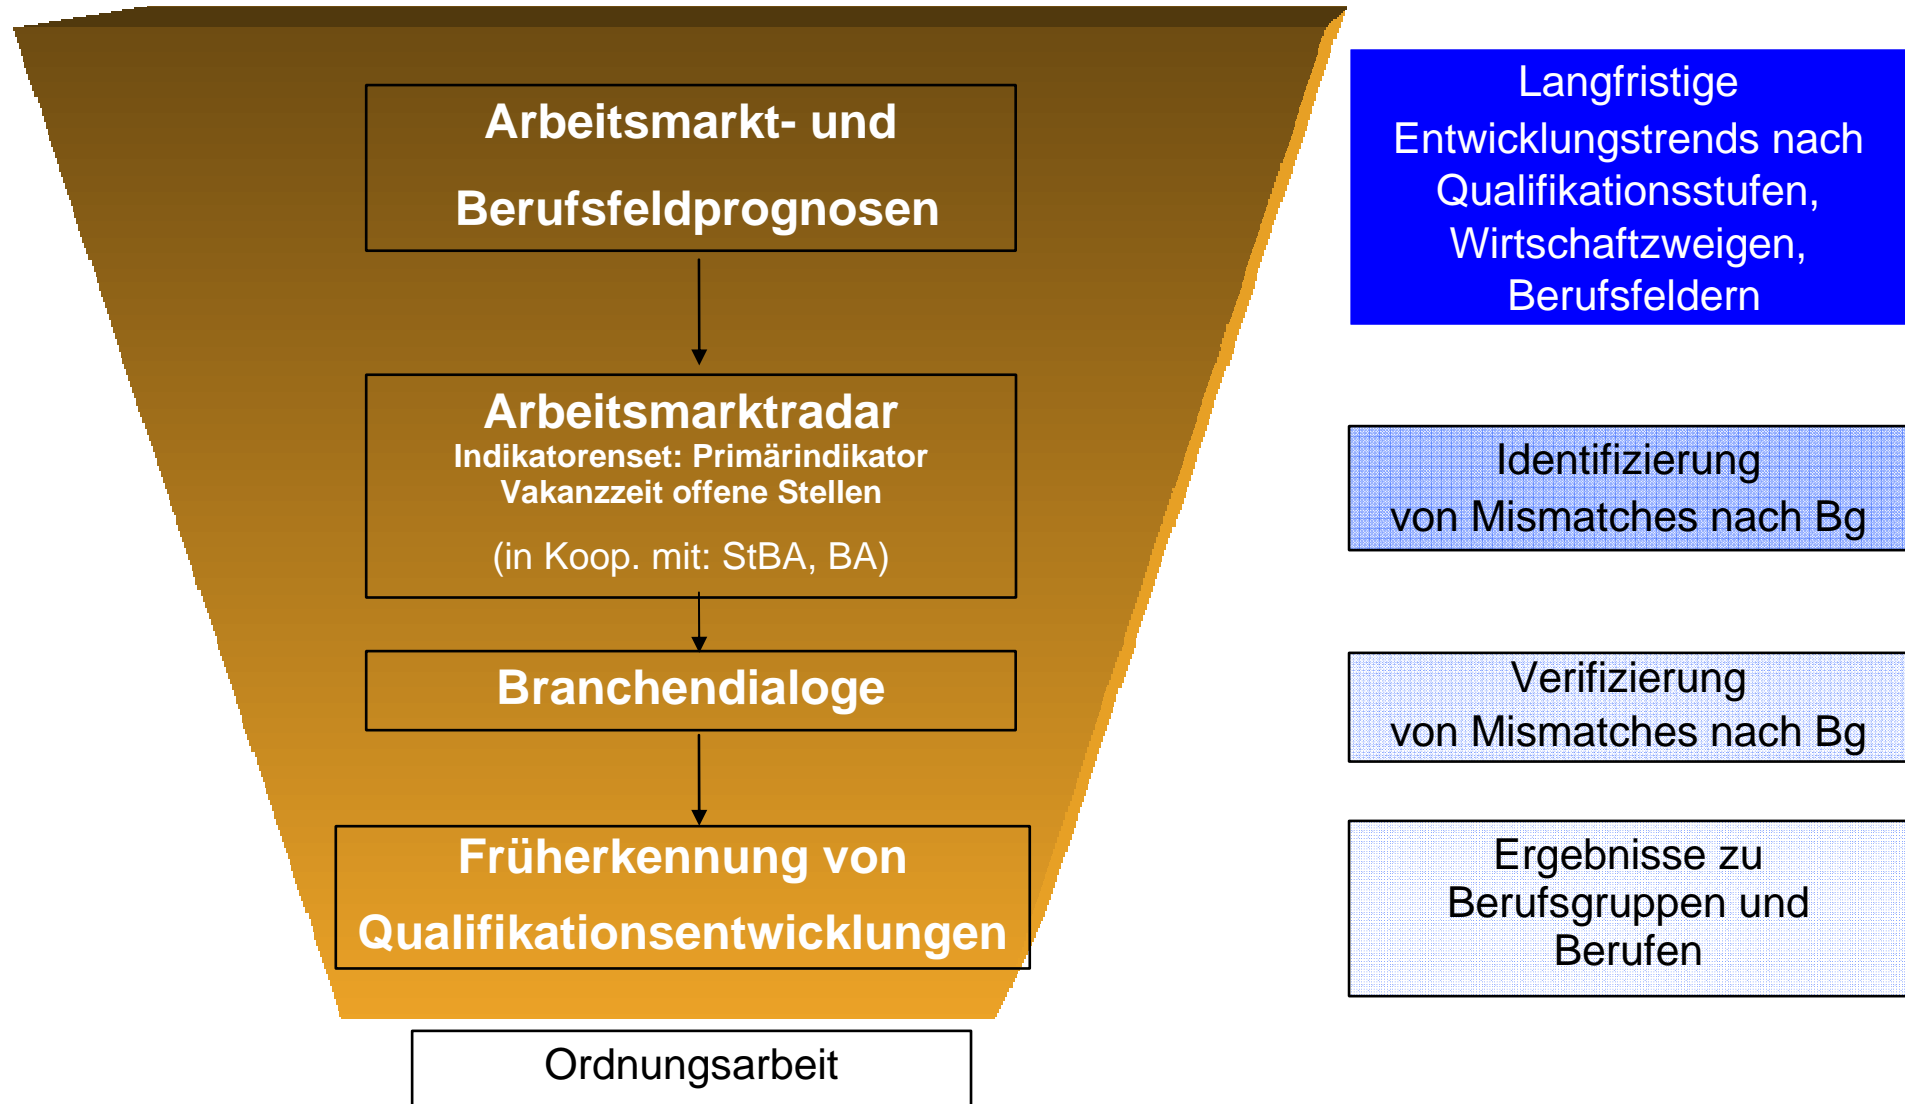 Arbeitsmarkt- und
Berufsfeldprognosen
Langfristige
Entwicklungstrends nach
Qualifikationsstufen,
Wirtschaftzweigen,
Berufsfeldern
Arbeitsmarktradar
Indikatorenset: Primärindikator
Vakanzzeit offene Stellen
(in Koop. mit: StBA, BA)
Identifizierung
von Mismatches nach Bg
Branchendialoge
Verifizierung
von Mismatches nach Bg
Früherkennung von
Qualifikationsentwicklungen
Ergebnisse zu
Berufsgruppen und
Berufen
Ordnungsarbeit